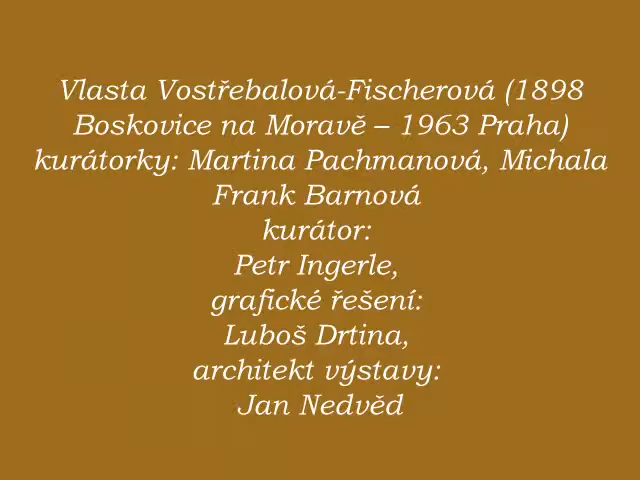 Vlasta Vostřebalová-Fischerová (1898
Boskovice na Moravě – 1963 Praha)
kurátorky: Martina Pachmanová, Michala
Frank Barnová
kurátor:
Petr Ingerle,
grafické řešení:
Luboš Drtina,
architekt výstavy:
Jan Nedvěd